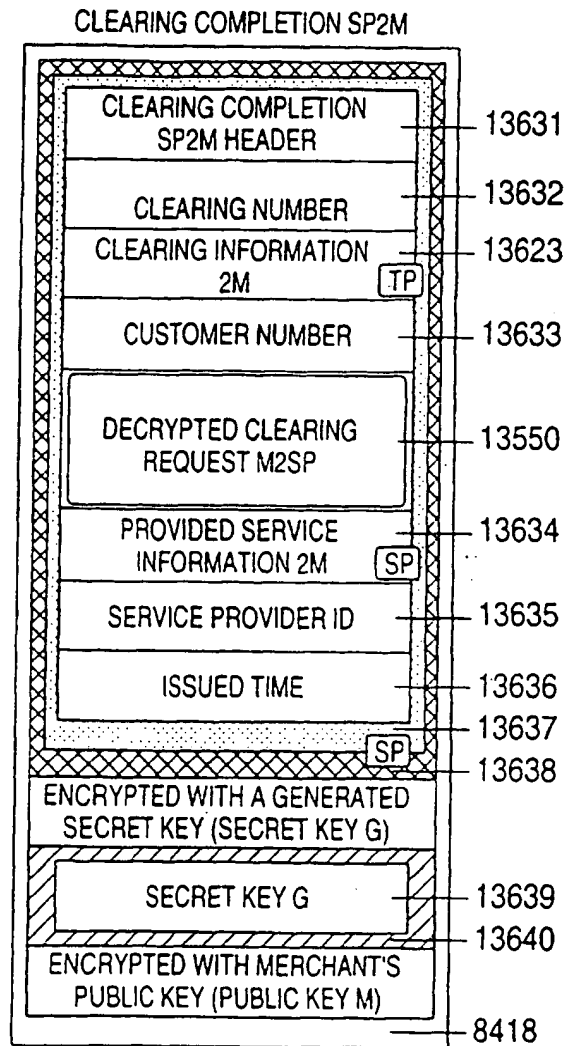 CLEARING COMPLETION SP2M
CLEARING COMPLETION
SP2M HEADER
13631
CLEARING NUMBER
13632
CLEARING INFORMATION
2M
TP
13623
CUSTOMER NUMBER
13633
DECRYPTED CLEARING
REQUEST M2SP
13550
PROVIDED SERVICE
INFORMATION 2M
SP
13634
SERVICE PROVIDER ID
13635
ISSUED TIME
13636
13637
SP
13638
ENCRYPTED WITH A GENERATED
SECRET KEY (SECRET KEY G)
SECRET KEY G
13639
13640
ENCRYPTED WITH MERCHANT'S
PUBLIC KEY (PUBLIC KEY M)
8418